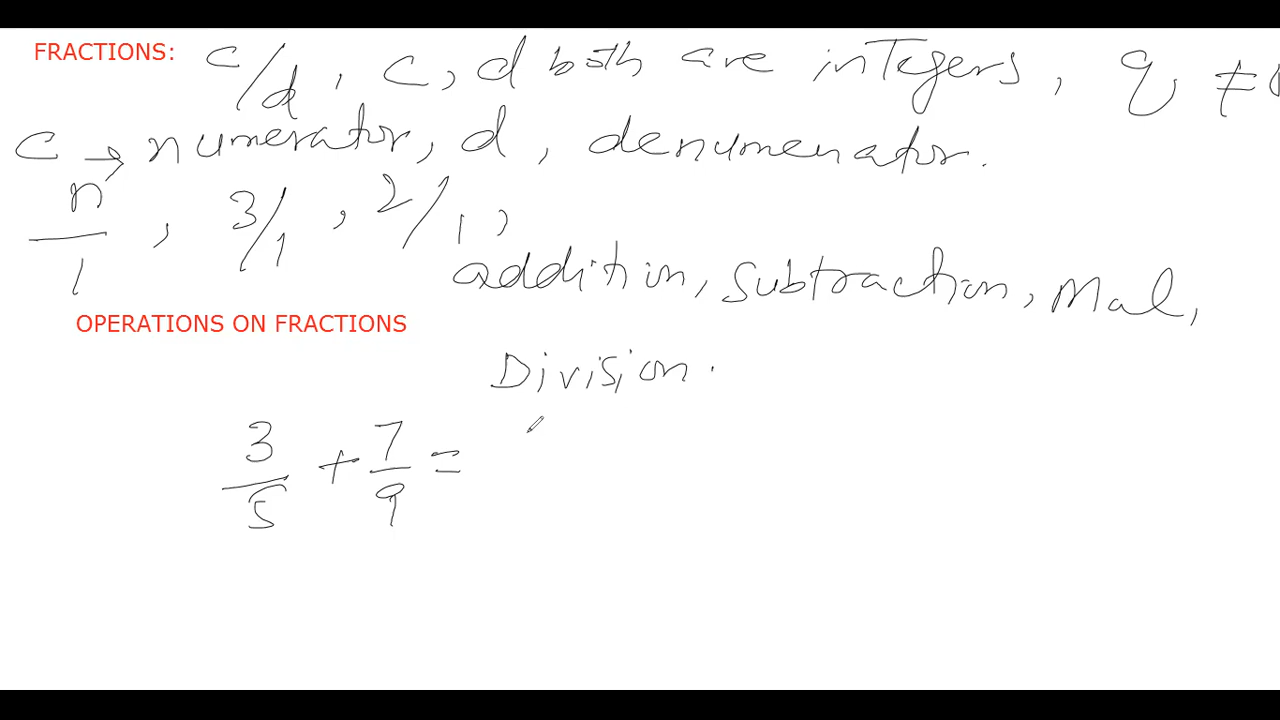 FRACTIONS: c/d, c, d both are integers, q, ≠
c → numerator, d, denumenator.
n/1, 3/1, 2/1,
addition, subtraction, Mul,
OPERATIONS ON FRACTIONS
Division.
3/5 + 7/9 =